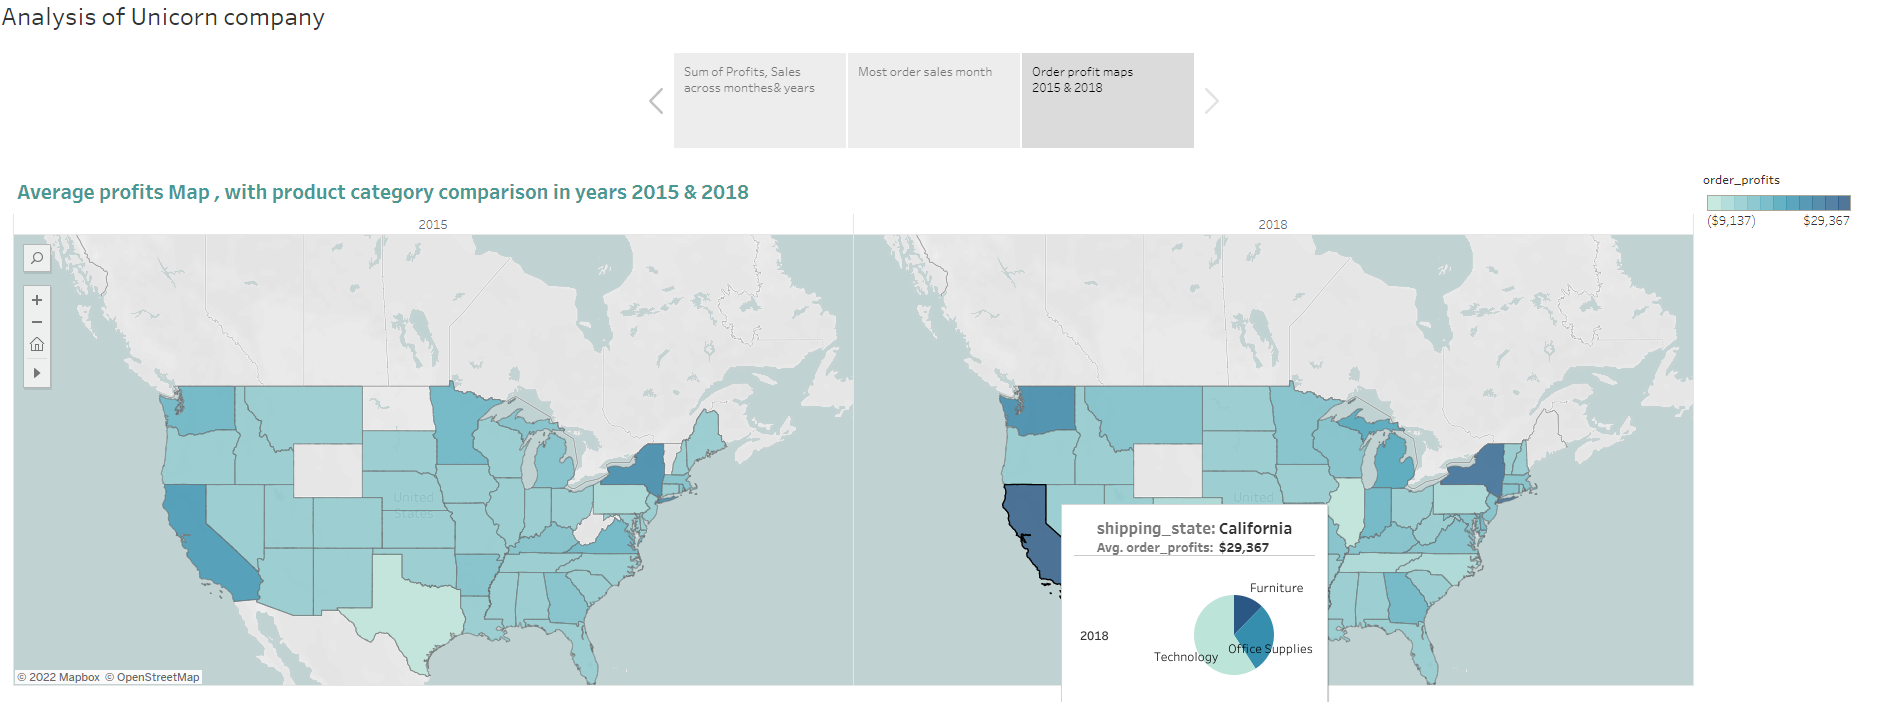 Analysis of Unicorn company
Sum of Profits, Sales
across monthes& years
Most order sales month
Order profit maps
2015 & 2018
Average profits Map , with product category comparison in years 2015 & 2018
order_profits
($9,137)
$29,367
2015
2018
United
States
United
shipping_state: California
Avg. order_profits: $29,367
Furniture
2018
Office Supplies
Technology
© 2022 Mapbox © OpenStreetMap